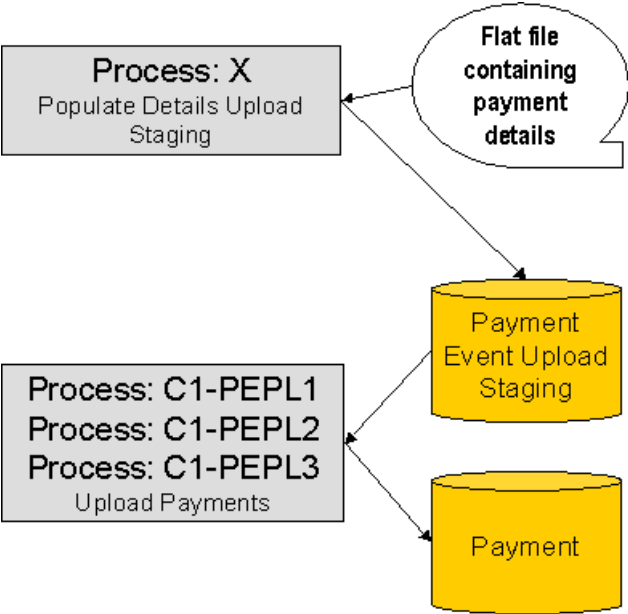 Process: X
Populate Details Upload
Staging
Flat file
containing
payment
details
Payment
Event Upload
Staging
Process: C1-PEPL1
Process: C1-PEPL2
Process: C1-PEPL3
Upload Payments
Payment